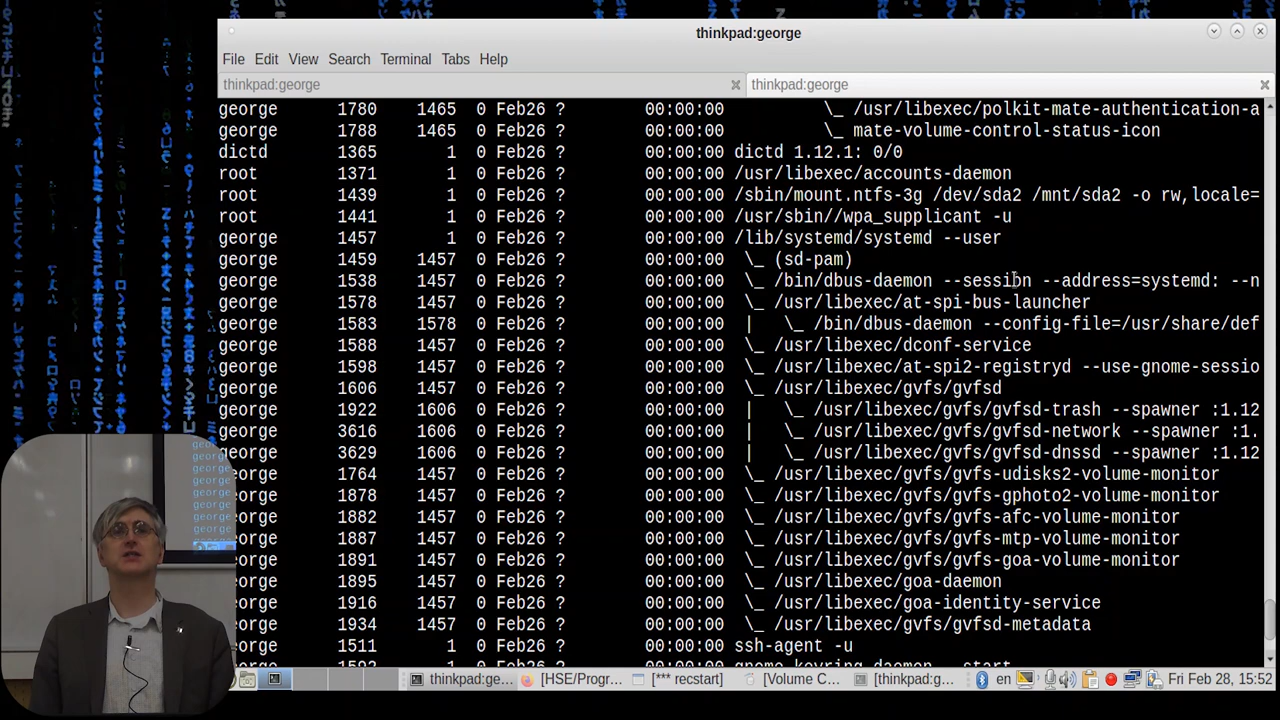 thinkpad:george
File Edit View Search Terminal Tabs Help
thinkpad:george thinkpad:george
george 1780 1465 0 Feb26 ? 00:00:00 \_ /usr/libexec/polkit-mate-authentication-a
george 1788 1465 0 Feb26 ? 00:00:00 \_ mate-volume-control-status-icon
dictd 1365 1 0 Feb26 ? 00:00:00 dictd 1.12.1: 0/0
root 1371 1 0 Feb26 ? 00:00:00 /usr/libexec/accounts-daemon
root 1439 1 0 Feb26 ? 00:00:00 /sbin/mount.ntfs-3g /dev/sda2 /mnt/sda2 -o rw,locale=
root 1441 1 0 Feb26 ? 00:00:00 /usr/sbin//wpa_supplicant -u
george 1457 1 0 Feb26 ? 00:00:00 /lib/systemd/systemd --user
george 1459 1457 0 Feb26 ? 00:00:00 \_ (sd-pam)
george 1538 1457 0 Feb26 ? 00:00:00 \_ /bin/dbus-daemon --session --address=systemd: --n
george 1578 1457 0 Feb26 ? 00:00:00 \_ /usr/libexec/at-spi-bus-launcher
george 1583 1578 0 Feb26 ? 00:00:00 | \_ /bin/dbus-daemon --config-file=/usr/share/def
george 1588 1457 0 Feb26 ? 00:00:00 \_ /usr/libexec/dconf-service
george 1598 1457 0 Feb26 ? 00:00:00 \_ /usr/libexec/at-spi2-registryd --use-gnome-sessio
george 1606 1457 0 Feb26 ? 00:00:00 \_ /usr/libexec/gvfs/gvfsd
george 1922 1606 0 Feb26 ? 00:00:00 | \_ /usr/libexec/gvfs/gvfsd-trash --spawner :1.12
george 3616 1606 0 Feb26 ? 00:00:00 | \_ /usr/libexec/gvfs/gvfsd-network --spawner :1.
george 3629 1606 0 Feb26 ? 00:00:00 | \_ /usr/libexec/gvfs/gvfsd-dnssd --spawner :1.12
george 1764 1457 0 Feb26 ? 00:00:00 \_ /usr/libexec/gvfs/gvfs-udisks2-volume-monitor
george 1878 1457 0 Feb26 ? 00:00:00 \_ /usr/libexec/gvfs/gvfs-gphoto2-volume-monitor
george 1882 1457 0 Feb26 ? 00:00:00 \_ /usr/libexec/gvfs/gvfs-afc-volume-monitor
george 1887 1457 0 Feb26 ? 00:00:00 \_ /usr/libexec/gvfs/gvfs-mtp-volume-monitor
george 1891 1457 0 Feb26 ? 00:00:00 \_ /usr/libexec/gvfs/gvfs-goa-volume-monitor
george 1895 1457 0 Feb26 ? 00:00:00 \_ /usr/libexec/goa-daemon
george 1916 1457 0 Feb26 ? 00:00:00 \_ /usr/libexec/goa-identity-service
george 1934 1457 0 Feb26 ? 00:00:00 \_ /usr/libexec/gvfs/gvfsd-metadata
george 1511 1 0 Feb26 ? 00:00:00 ssh-agent -u
thinkpad:ge... [HSE/Progr... [*** recstart] [Volume C... [thinkpad:g... en Fri Feb 28, 15:52